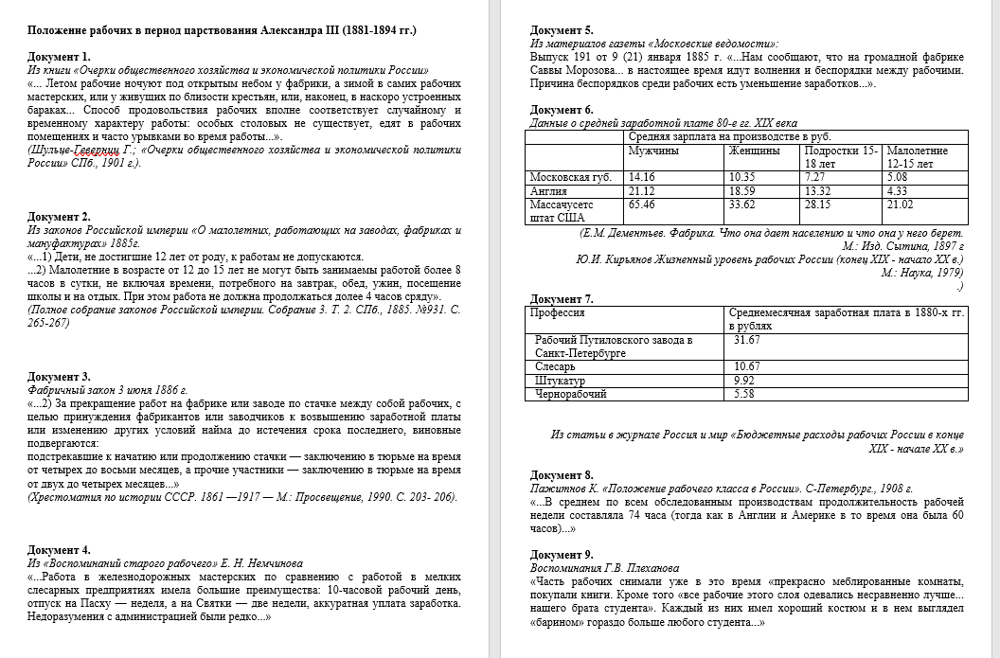 Положение рабочих в период царствования Александра III (1881-1894 гг.)
Документ 1.
Из книги «Очерки общественного хозяйства и экономической политики России»
«... Летом рабочие ночуют под открытым небом у фабрики, а зимой в самих рабочих
мастерских, или у живущих по близости крестьян, или, наконец, в наскоро устроенных
бараках... Способ продовольствия рабочих вполне соответствует случайному и
временному характеру работы: особых столовых не существует, едят в рабочих
помещениях и часто урывками во время работы...».
(Шульце-Геверниц Г.; «Очерки общественного хозяйства и экономической политики
России» СПб., 1901 г.).
Документ 2.
Из законов Российской империи «О малолетних, работающих на заводах, фабриках и
мануфактурах» 1885г.
«...1) Дети, не достигшие 12 лет от роду, к работам не допускаются.
...2) Малолетние в возрасте от 12 до 15 лет не могут быть занимаемы работой более 8
часов в сутки, не включая времени, потребного на завтрак, обед, ужин, посещение
школы и на отдых. При этом работа не должна продолжаться долее 4 часов сряду».
(Полное собрание законов Российской империи. Собрание 3. Т. 2. СПб., 1885. №931. С.
265-267)
Документ 3.
Фабричный закон 3 июня 1886 г.
«...2) За прекращение работ на фабрике или заводе по стачке между собой рабочих, с
целью принуждения фабрикантов или заводчиков к возвышению заработной платы
или изменению других условий найма до истечения срока последнего, виновные
подвергаются:
подстрекавшие к начатию или продолжению стачки — заключению в тюрьме на время
от четырех до восьми месяцев, а прочие участники — заключению в тюрьме на время
от двух до четырех месяцев...»
(Хрестоматия по истории СССР. 1861 —1917 — М.: Просвещение, 1990. С. 203- 206).
Документ 4.
Из «Воспоминаний старого рабочего» Е. Н. Немчинова
«...Работа в железнодорожных мастерских по сравнению с работой в мелких
слесарных предприятиях имела большие преимущества: 10-часовой рабочий день,
отпуск на Пасху — неделя, а на Святки — две недели, аккуратная уплата заработка.
Недоразумения с администрацией были редко...»
Документ 5.
Из материалов газеты «Московские ведомости»:
Выпуск 191 от 9 (21) января 1885 г. «...Нам сообщают, что на громадной фабрике
Саввы Морозова... в настоящее время идут волнения и беспорядки между рабочими.
Причина беспорядков среди рабочих есть уменьшение заработков...».
Документ 6.
Данные о средней заработной плате 80-е гг. XIX века
Средняя зарплата на производстве в руб.
Мужчины Женщины Подростки 15-18 лет Малолетние 12-15 лет
Московская губ. 14.16 10.35 7.27 5.08
Англия 21.12 18.59 13.32 4.33
Массачусетс штат США 65.46 33.62 28.15 21.02
(Е.М. Дементьев. Фабрика. Что она дает населению и что она у него берет.
М.: Изд. Сытина, 1897 г
Ю.И. Кирьянов Жизненный уровень рабочих России (конец XIX - начало XX в.)
М.: Наука, 1979)
.)
Документ 7.
Профессия Среднемесячная заработная плата в 1880-х гг. в рублях
Рабочий Путиловского завода в Санкт-Петербурге 31.67
Слесарь 10.67
Штукатур 9.92
Чернорабочий 5.58
Из статьи в журнале Россия и мир «Бюджетные расходы рабочих России в конце
XIX - начале XX в.»
Документ 8.
Пажитнов К. «Положение рабочего класса в России». С-Петербург., 1908 г.
«...В среднем по всем обследованным производствам продолжительность рабочей
недели составляла 74 часа (тогда как в Англии и Америке в то время она была 60
часов)...»
Документ 9.
Воспоминания Г.В. Плеханова
«Часть рабочих снимали уже в это время «прекрасно меблированные комнаты,
покупали книги. Кроме того «все рабочие этого слоя одевались несравненно лучше...
нашего брата студента». Каждый из них имел хороший костюм и в нем выглядел
«барином» гораздо больше любого студента...»